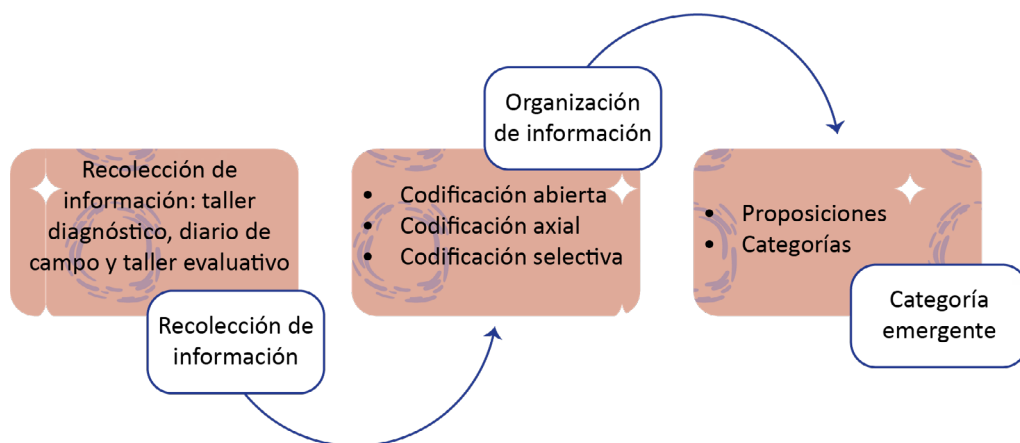 Recolección de
información: taller
diagnóstico, diario de
campo y taller evaluativo
Recolección de
información
Organización
de información
• Codificación abierta
• Codificación axial
• Codificación selectiva
• Proposiciones
• Categorías
Categoría
emergente